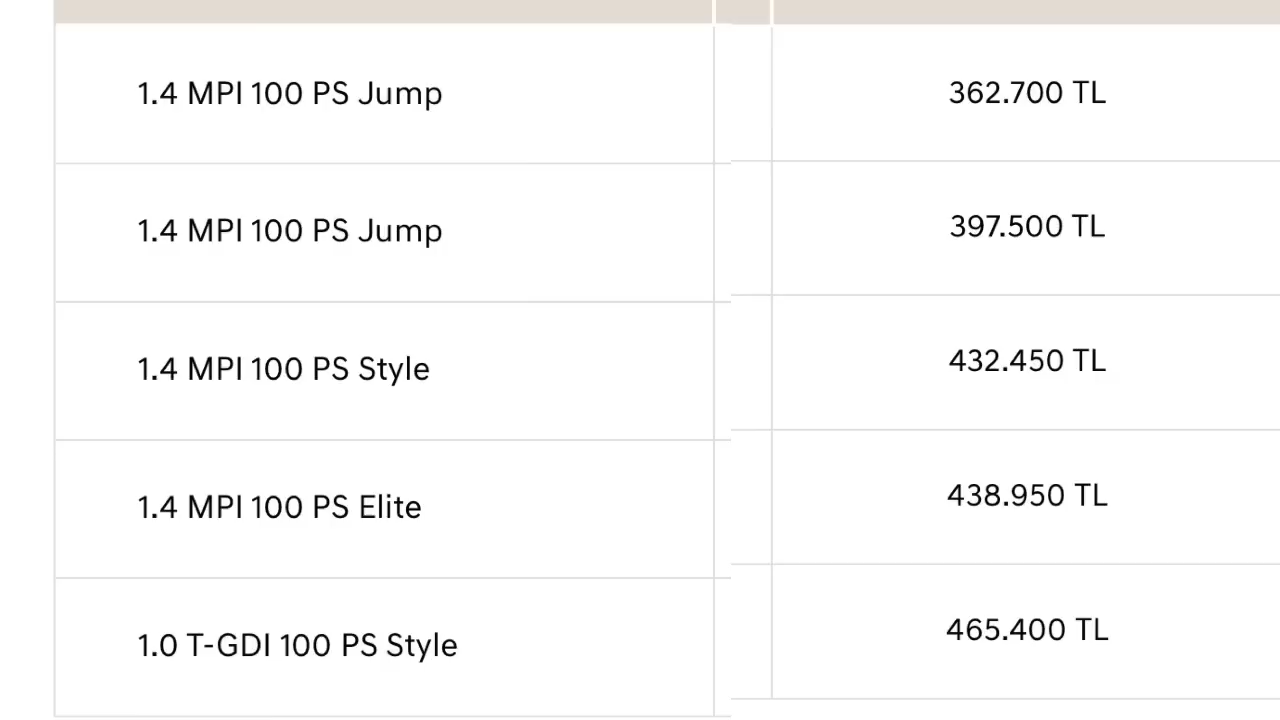 1.4 MPI 100 PS Jump 362.700 TL
1.4 MPI 100 PS Jump 397.500 TL
1.4 MPI 100 PS Style 432.450 TL
1.4 MPI 100 PS Elite 438.950 TL
1.0 T-GDI 100 PS Style 465.400 TL